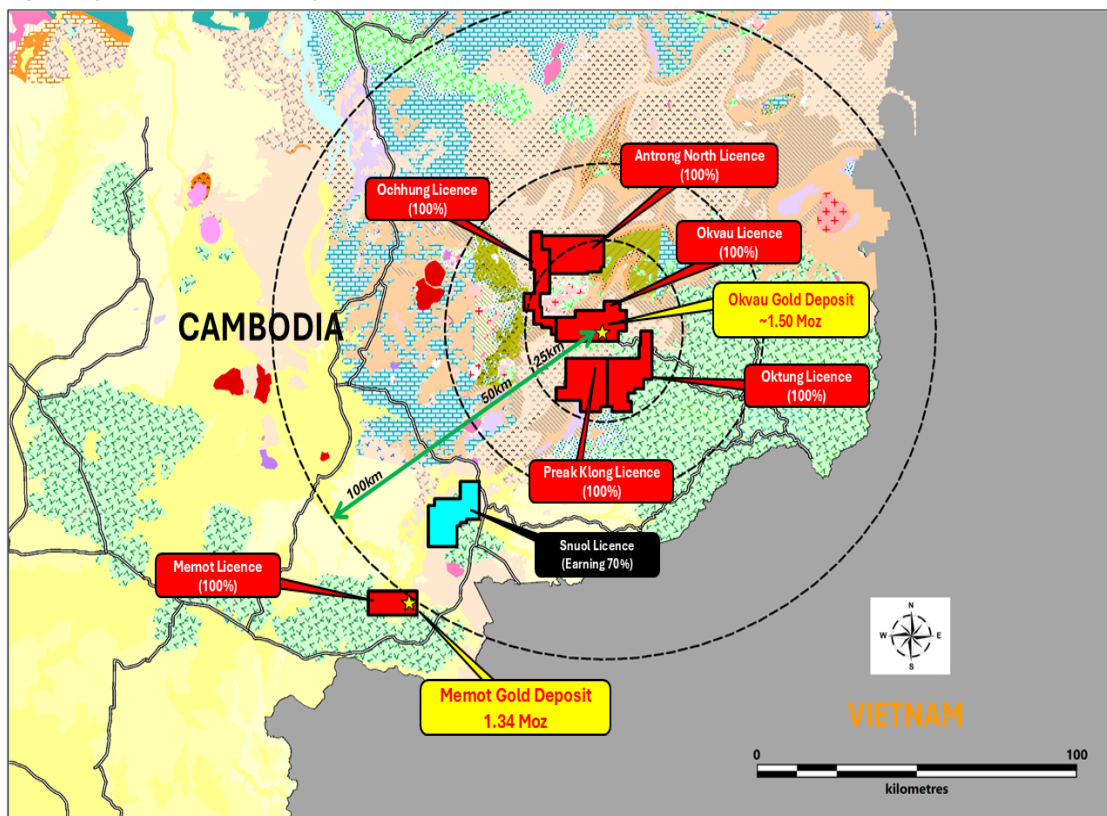 Antrong North Licence
(100%)
Ochhung Licence
(100%)
Okvau Licence
(100%)
Okvau Gold Deposit
~1.50 Moz
CAMBODIA
25km
50km
100km
Oktung Licence
(100%)
Preak Klong Licence
(100%)
Snuol Licence
(Earning 70%)
Memot Licence
(100%)
Memot Gold Deposit
1.34 Moz
N
W
E
S
VIETNAM
0
100
kilometres